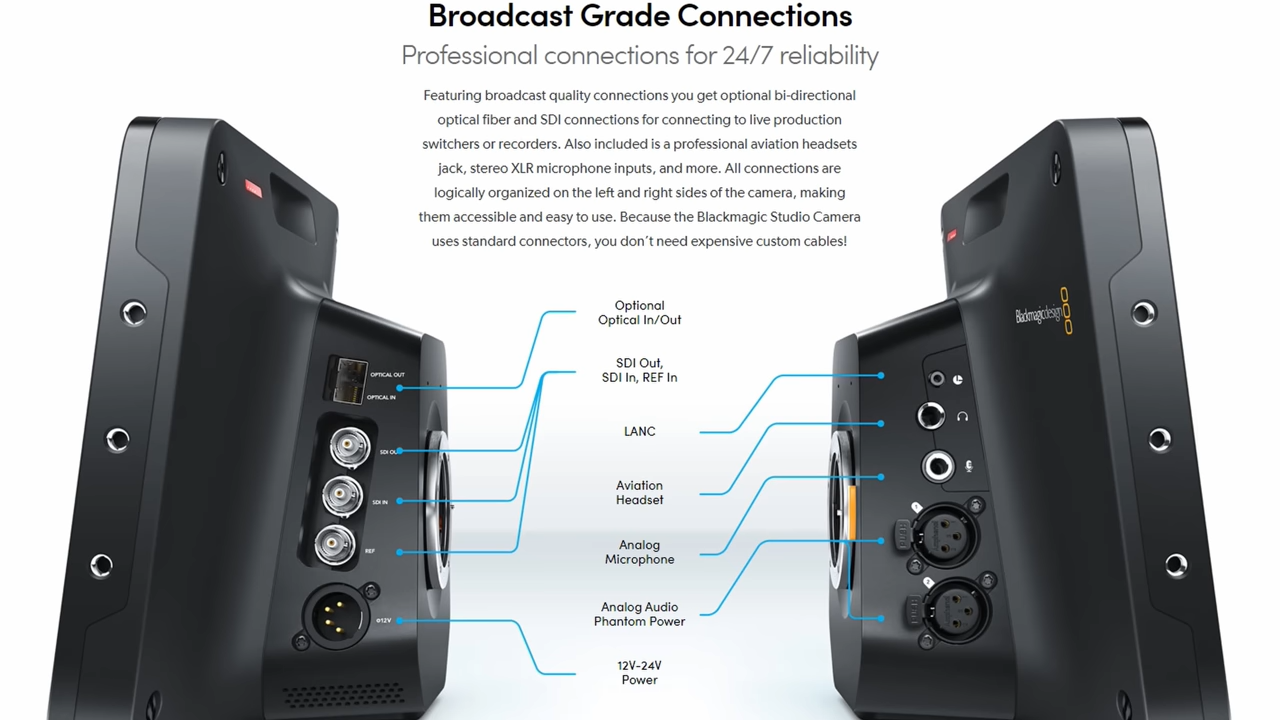 Broadcast Grade Connections
Professional connections for 24/7 reliability
Featuring broadcast quality connections you get optional bi-directional
optical fiber and SDI connections for connecting to live production
switchers or recorders. Also included is a professional aviation headsets
jack, stereo XLR microphone inputs, and more. All connections are
logically organized on the left and right sides of the camera, making
them accessible and easy to use. Because the Blackmagic Studio Camera
uses standard connectors, you don't need expensive custom cables!
Optional
Optical In/Out
SDI Out,
SDI In, REF In
LANC
Aviation
Headset
Analog
Microphone
Analog Audio
Phantom Power
12V-24V
Power
OPTICAL OUT
OPTICAL IN
SDI OU
SDI IN
REF
12V
Blackmagicdesign